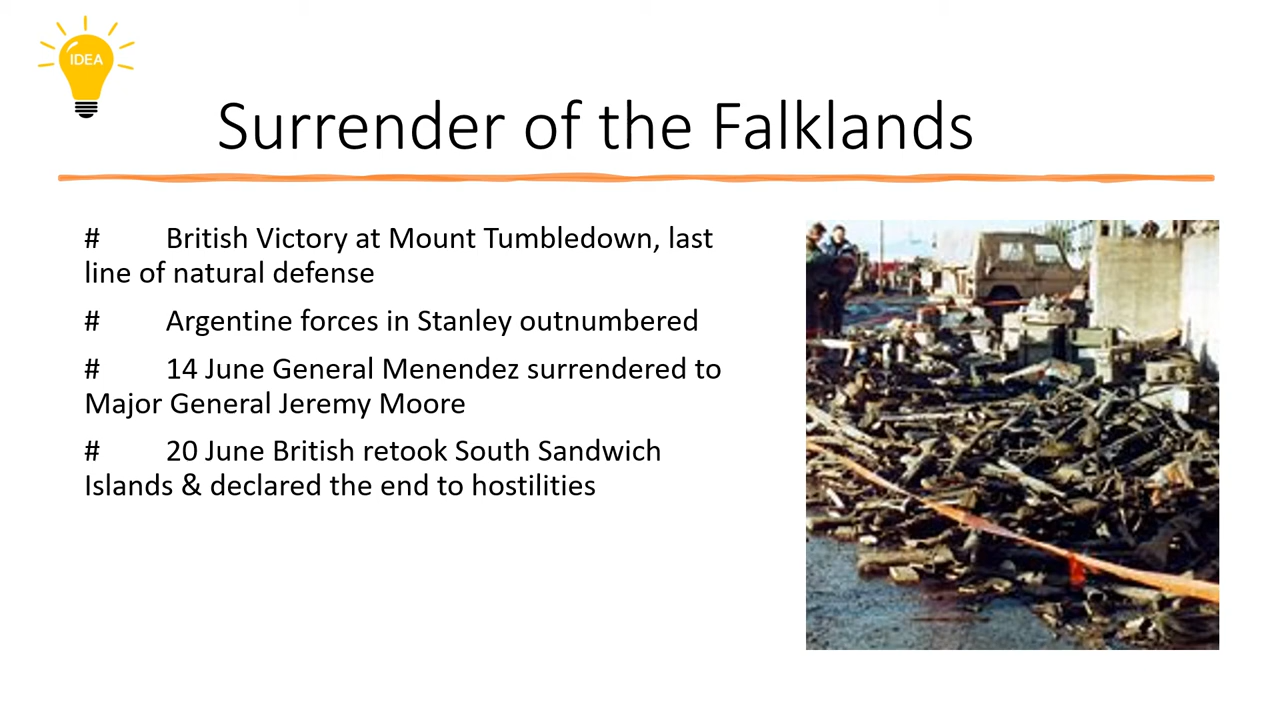 IDEA
Surrender of the Falklands
# British Victory at Mount Tumbledown, last
line of natural defense
# Argentine forces in Stanley outnumbered
# 14 June General Menendez surrendered to
Major General Jeremy Moore
# 20 June British retook South Sandwich
Islands & declared the end to hostilities